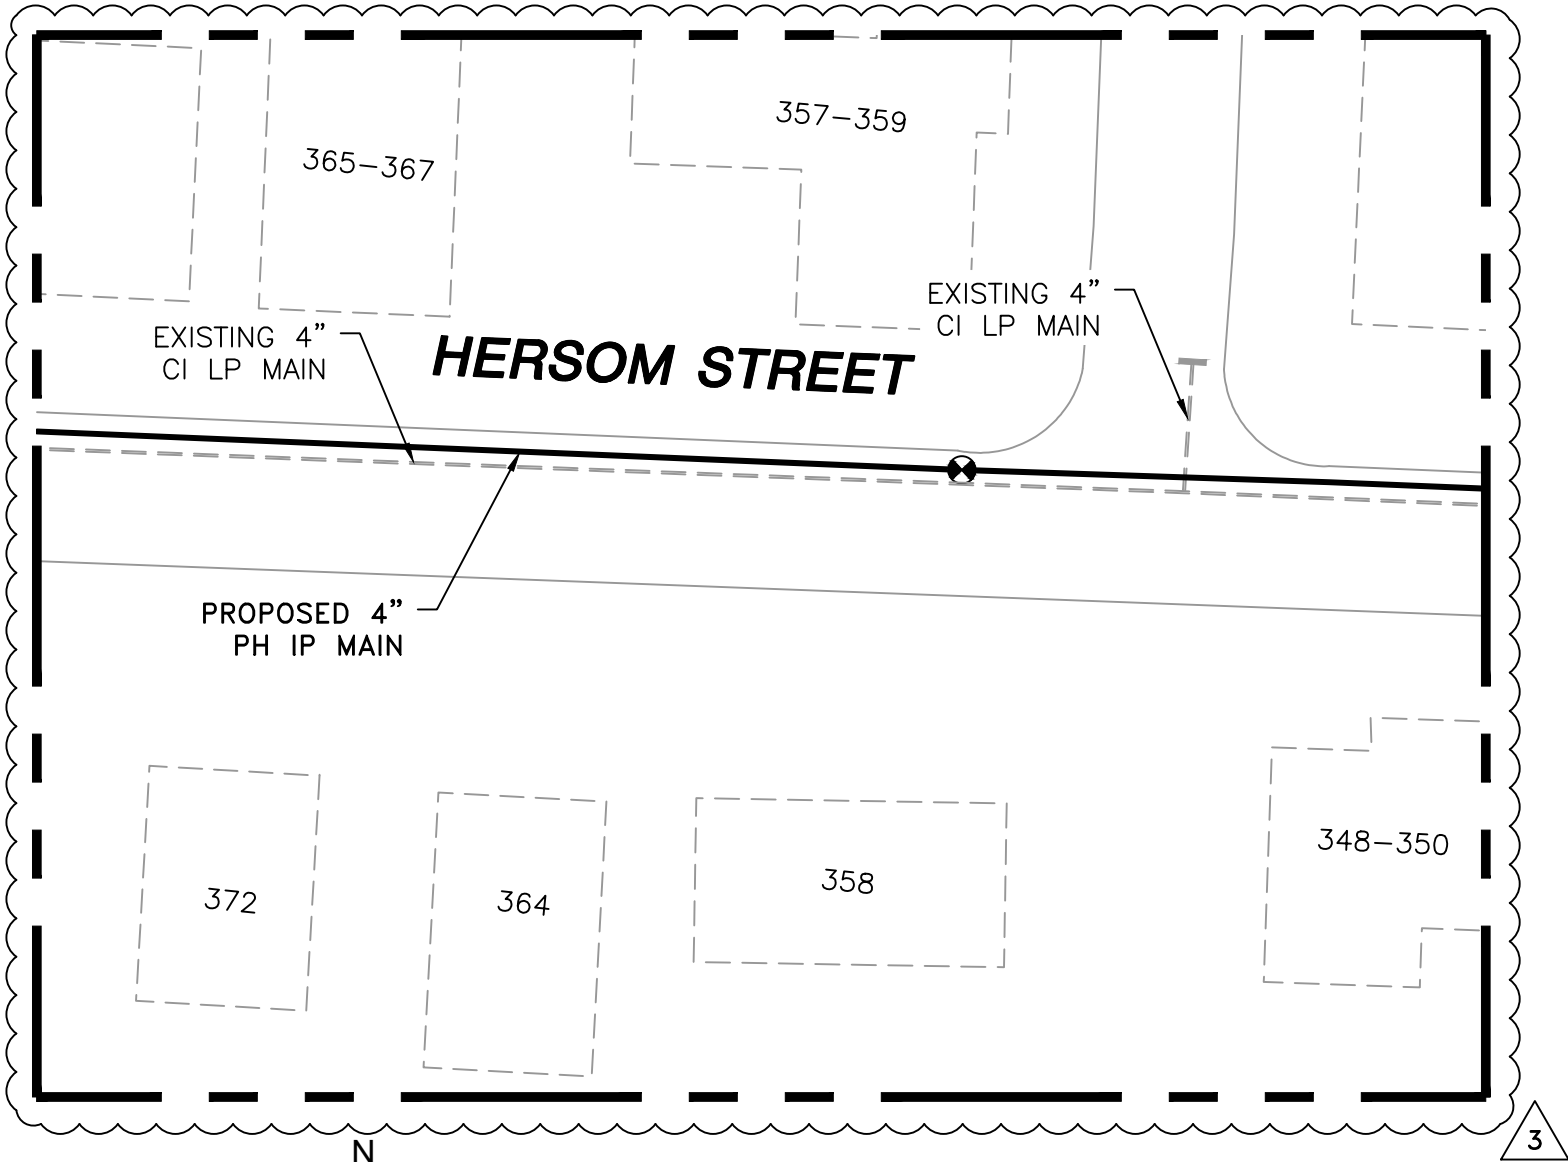 357-359
365-367
EXISTING 4"
CI LP MAIN
EXISTING 4"
CI LP MAIN
HERSOM STREET
PROPOSED 4"
PH IP MAIN
348-350
358
372
364
3
N